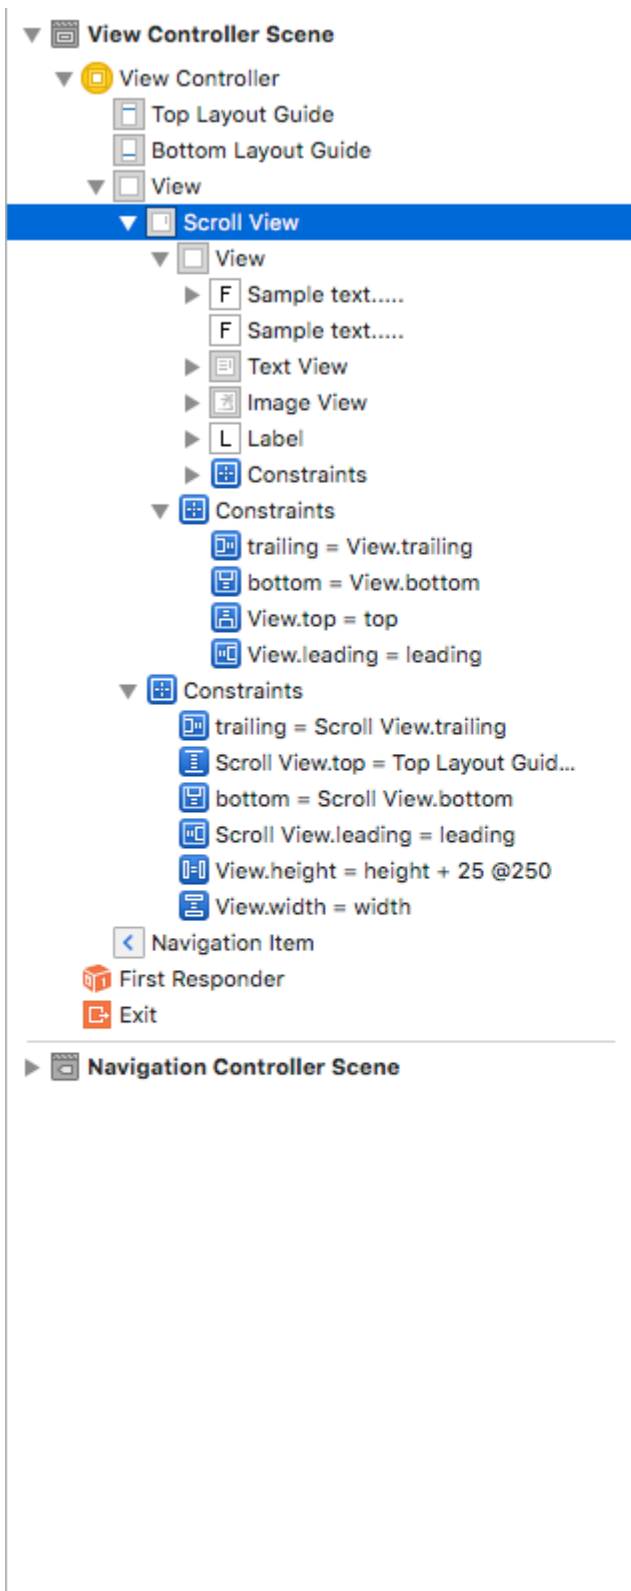 View Controller Scene
View Controller
Top Layout Guide
Bottom Layout Guide
View
Scroll View
View
F Sample text.....
F Sample text.....
Text View
Image View
L Label
Constraints
Constraints
trailing = View.trailing
bottom = View.bottom
View.top = top
View.leading = leading
Constraints
trailing = Scroll View.trailing
Scroll View.top = Top Layout Guid...
bottom = Scroll View.bottom
Scroll View.leading = leading
View.height = height + 25 @250
View.width = width
Navigation Item
First Responder
Exit
Navigation Controller Scene